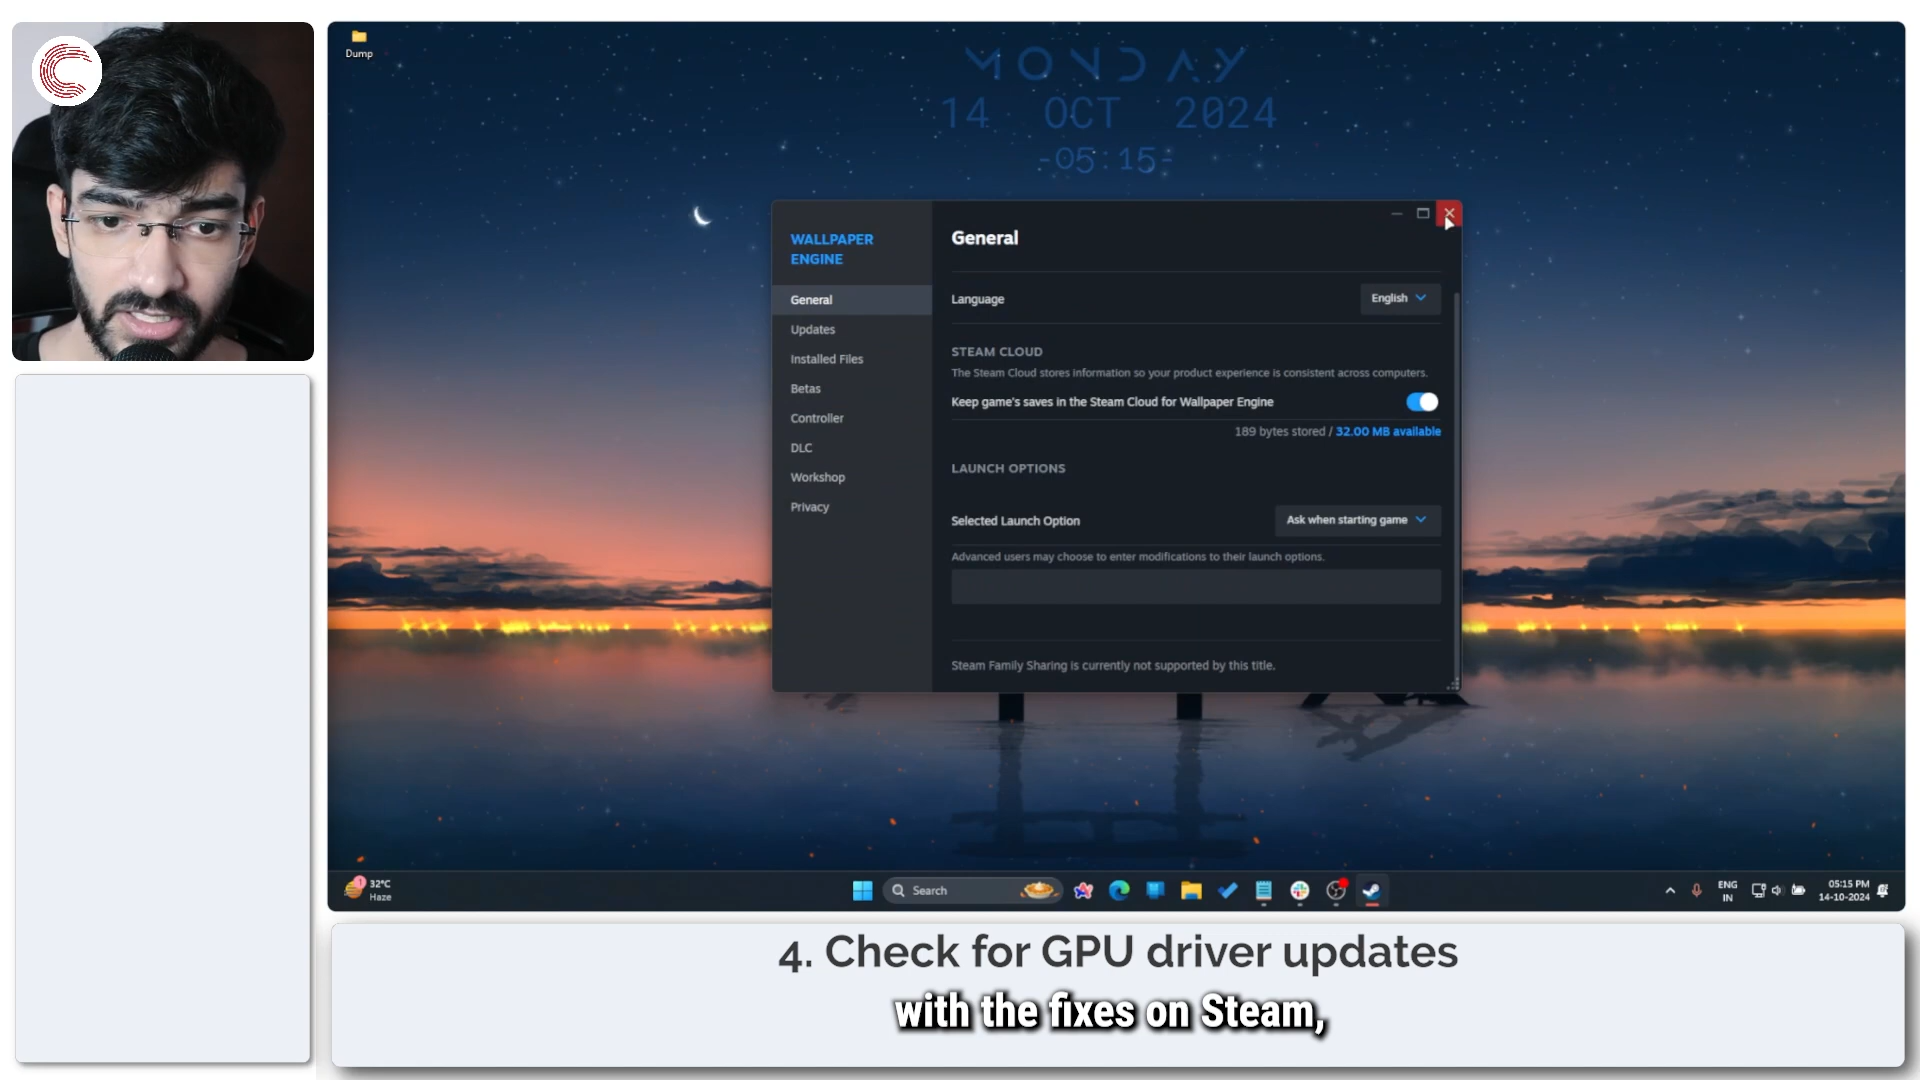 Dump
MONDAY
14 OCT 2024
-05:15-
WALLPAPER
ENGINE
General
Updates
Installed Files
Betas
Controller
DLC
Workshop
Privacy
General
Language
English
STEAM CLOUD
The Steam Cloud stores information so your product experience is consistent across computers.
Keep game's saves in the Steam Cloud for Wallpaper Engine
189 bytes stored / 32.00 MB available
LAUNCH OPTIONS
Selected Launch Option
Ask when starting game
Advanced users may choose to enter modifications to their launch options.
Steam Family Sharing is currently not supported by this title.
1
32°C
Haze
Search
ENG
IN
05:15 PM
14-10-2024
4. Check for GPU driver updates
with the fixes on Steam,